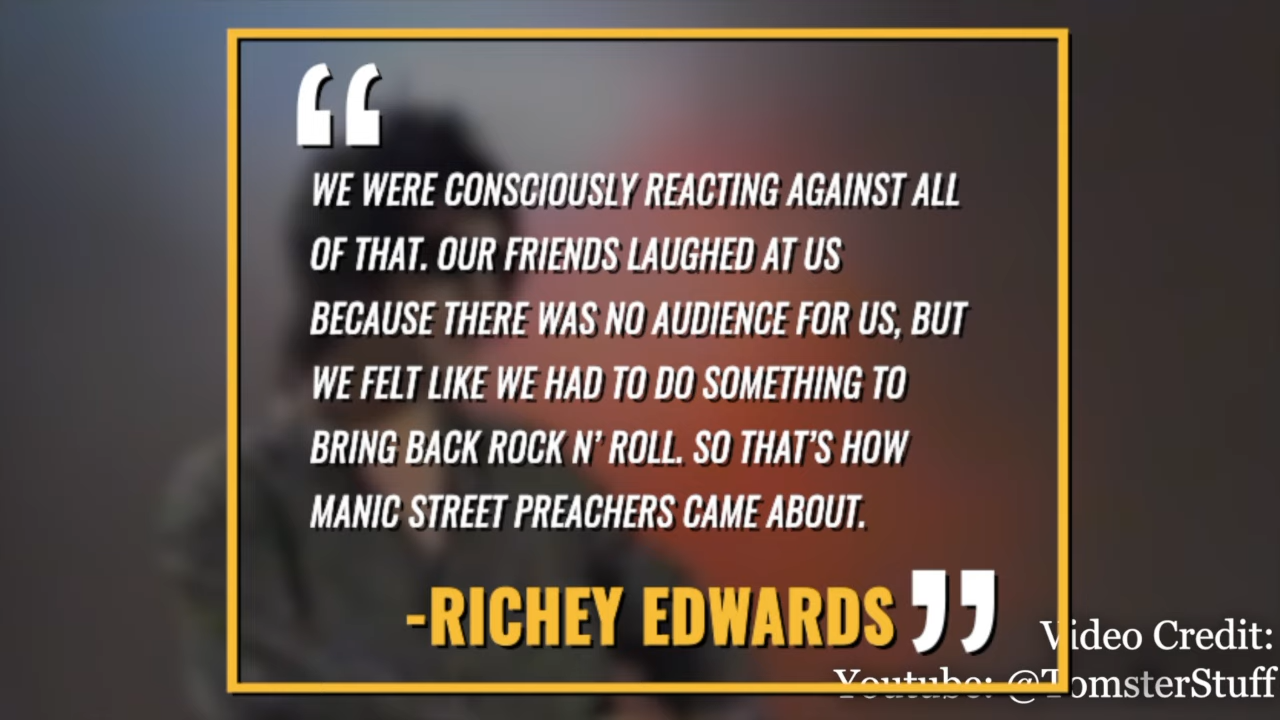 “
WE WERE CONSCIOUSLY REACTING AGAINST ALL
OF THAT. OUR FRIENDS LAUGHED AT US
BECAUSE THERE WAS NO AUDIENCE FOR US, BUT
WE FELT LIKE WE HAD TO DO SOMETHING TO
BRING BACK ROCK N’ ROLL. SO THAT’S HOW
MANIC STREET PREACHERS CAME ABOUT.
-RICHEY EDWARDS ”
Video Credit:
Youtube: @TomsterStuff